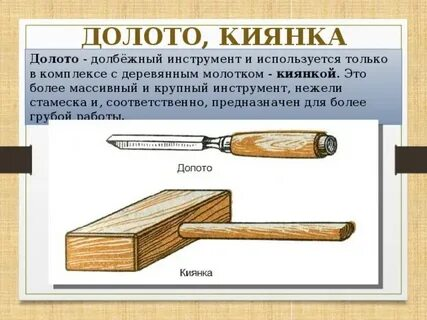 ДОЛОТО, КИЯНКА
Долото - долбёжный инструмент и используется только
в комплексе с деревянным молотком - киянкой. Это
более массивный и крупный инструмент, нежели
стамеска и, соответственно, предназначен для более
грубой работы.
Долото
Киянка